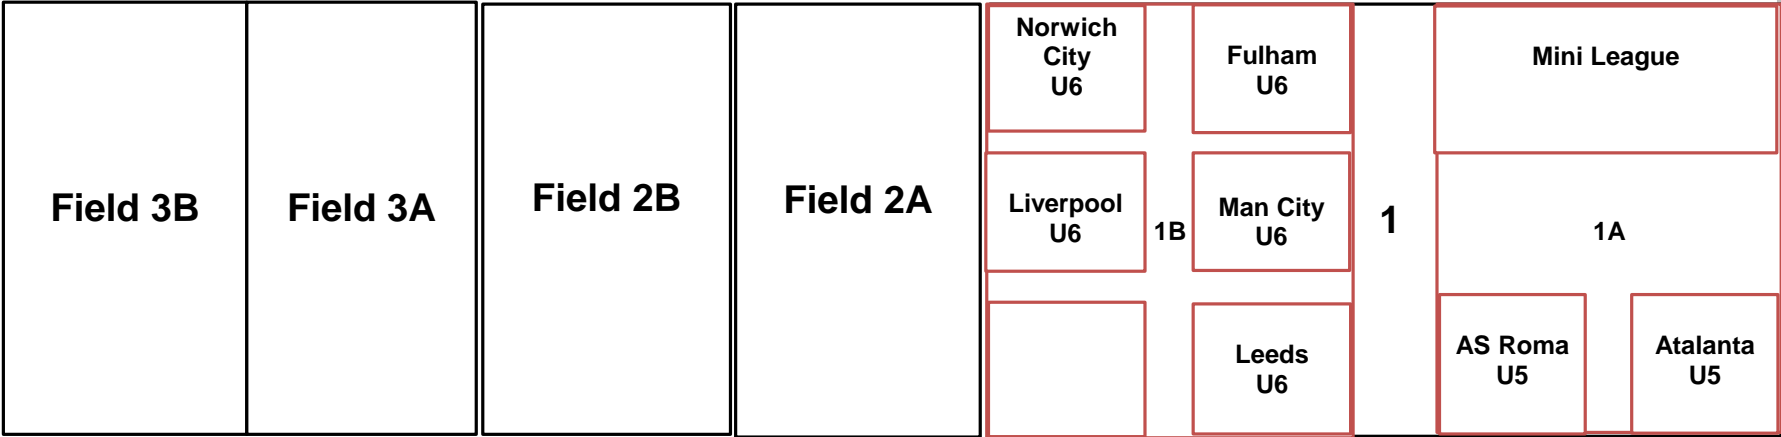 Field 3B
Field 3A
Field 2B
Field 2A
Norwich
City
U6
Fulham
U6
Liverpool
U6
1B
Man City
U6
Leeds
U6
1
Mini League
1A
AS Roma
U5
Atalanta
U5